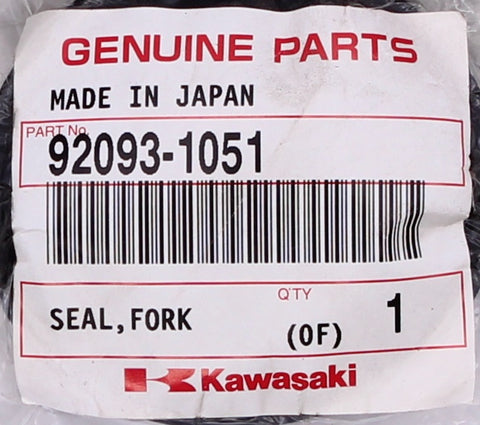 GENUINE PARTS
MADE IN JAPAN
PART No.
92093-1051
Q'TY
SEAL,FORK (OF) 1
Kawasaki